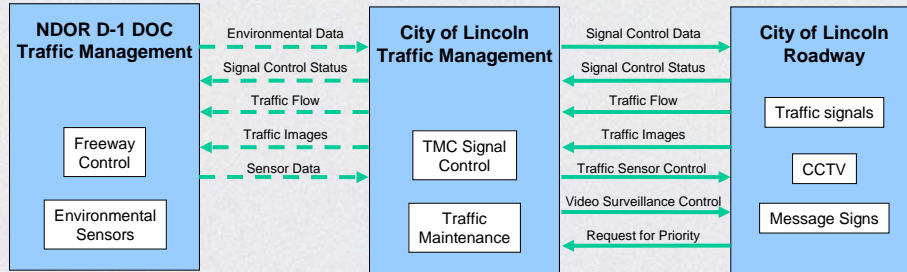 NDOR D-1 DOC
Traffic Management
Freeway
Control
Environmental
Sensors
Environmental Data
Signal Control Status
Traffic Flow
Traffic Images
Sensor Data
City of Lincoln
Traffic Management
TMC Signal
Control
Traffic
Maintenance
Signal Control Data
Signal Control Status
Traffic Flow
Traffic Images
Traffic Sensor Control
Video Surveillance Control
Request for Priority
City of Lincoln
Roadway
Traffic signals
CCTV
Message Signs